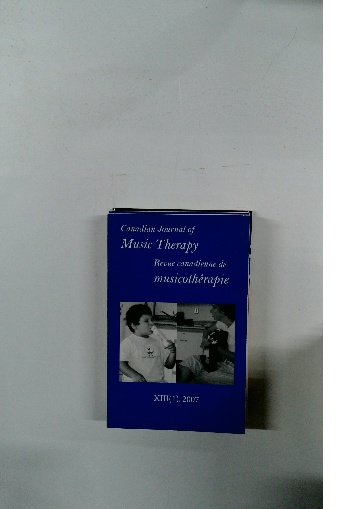 Canadian Journal of
Music Therapy
Revue canadienne de
musicothérapie
XIII(1), 2007